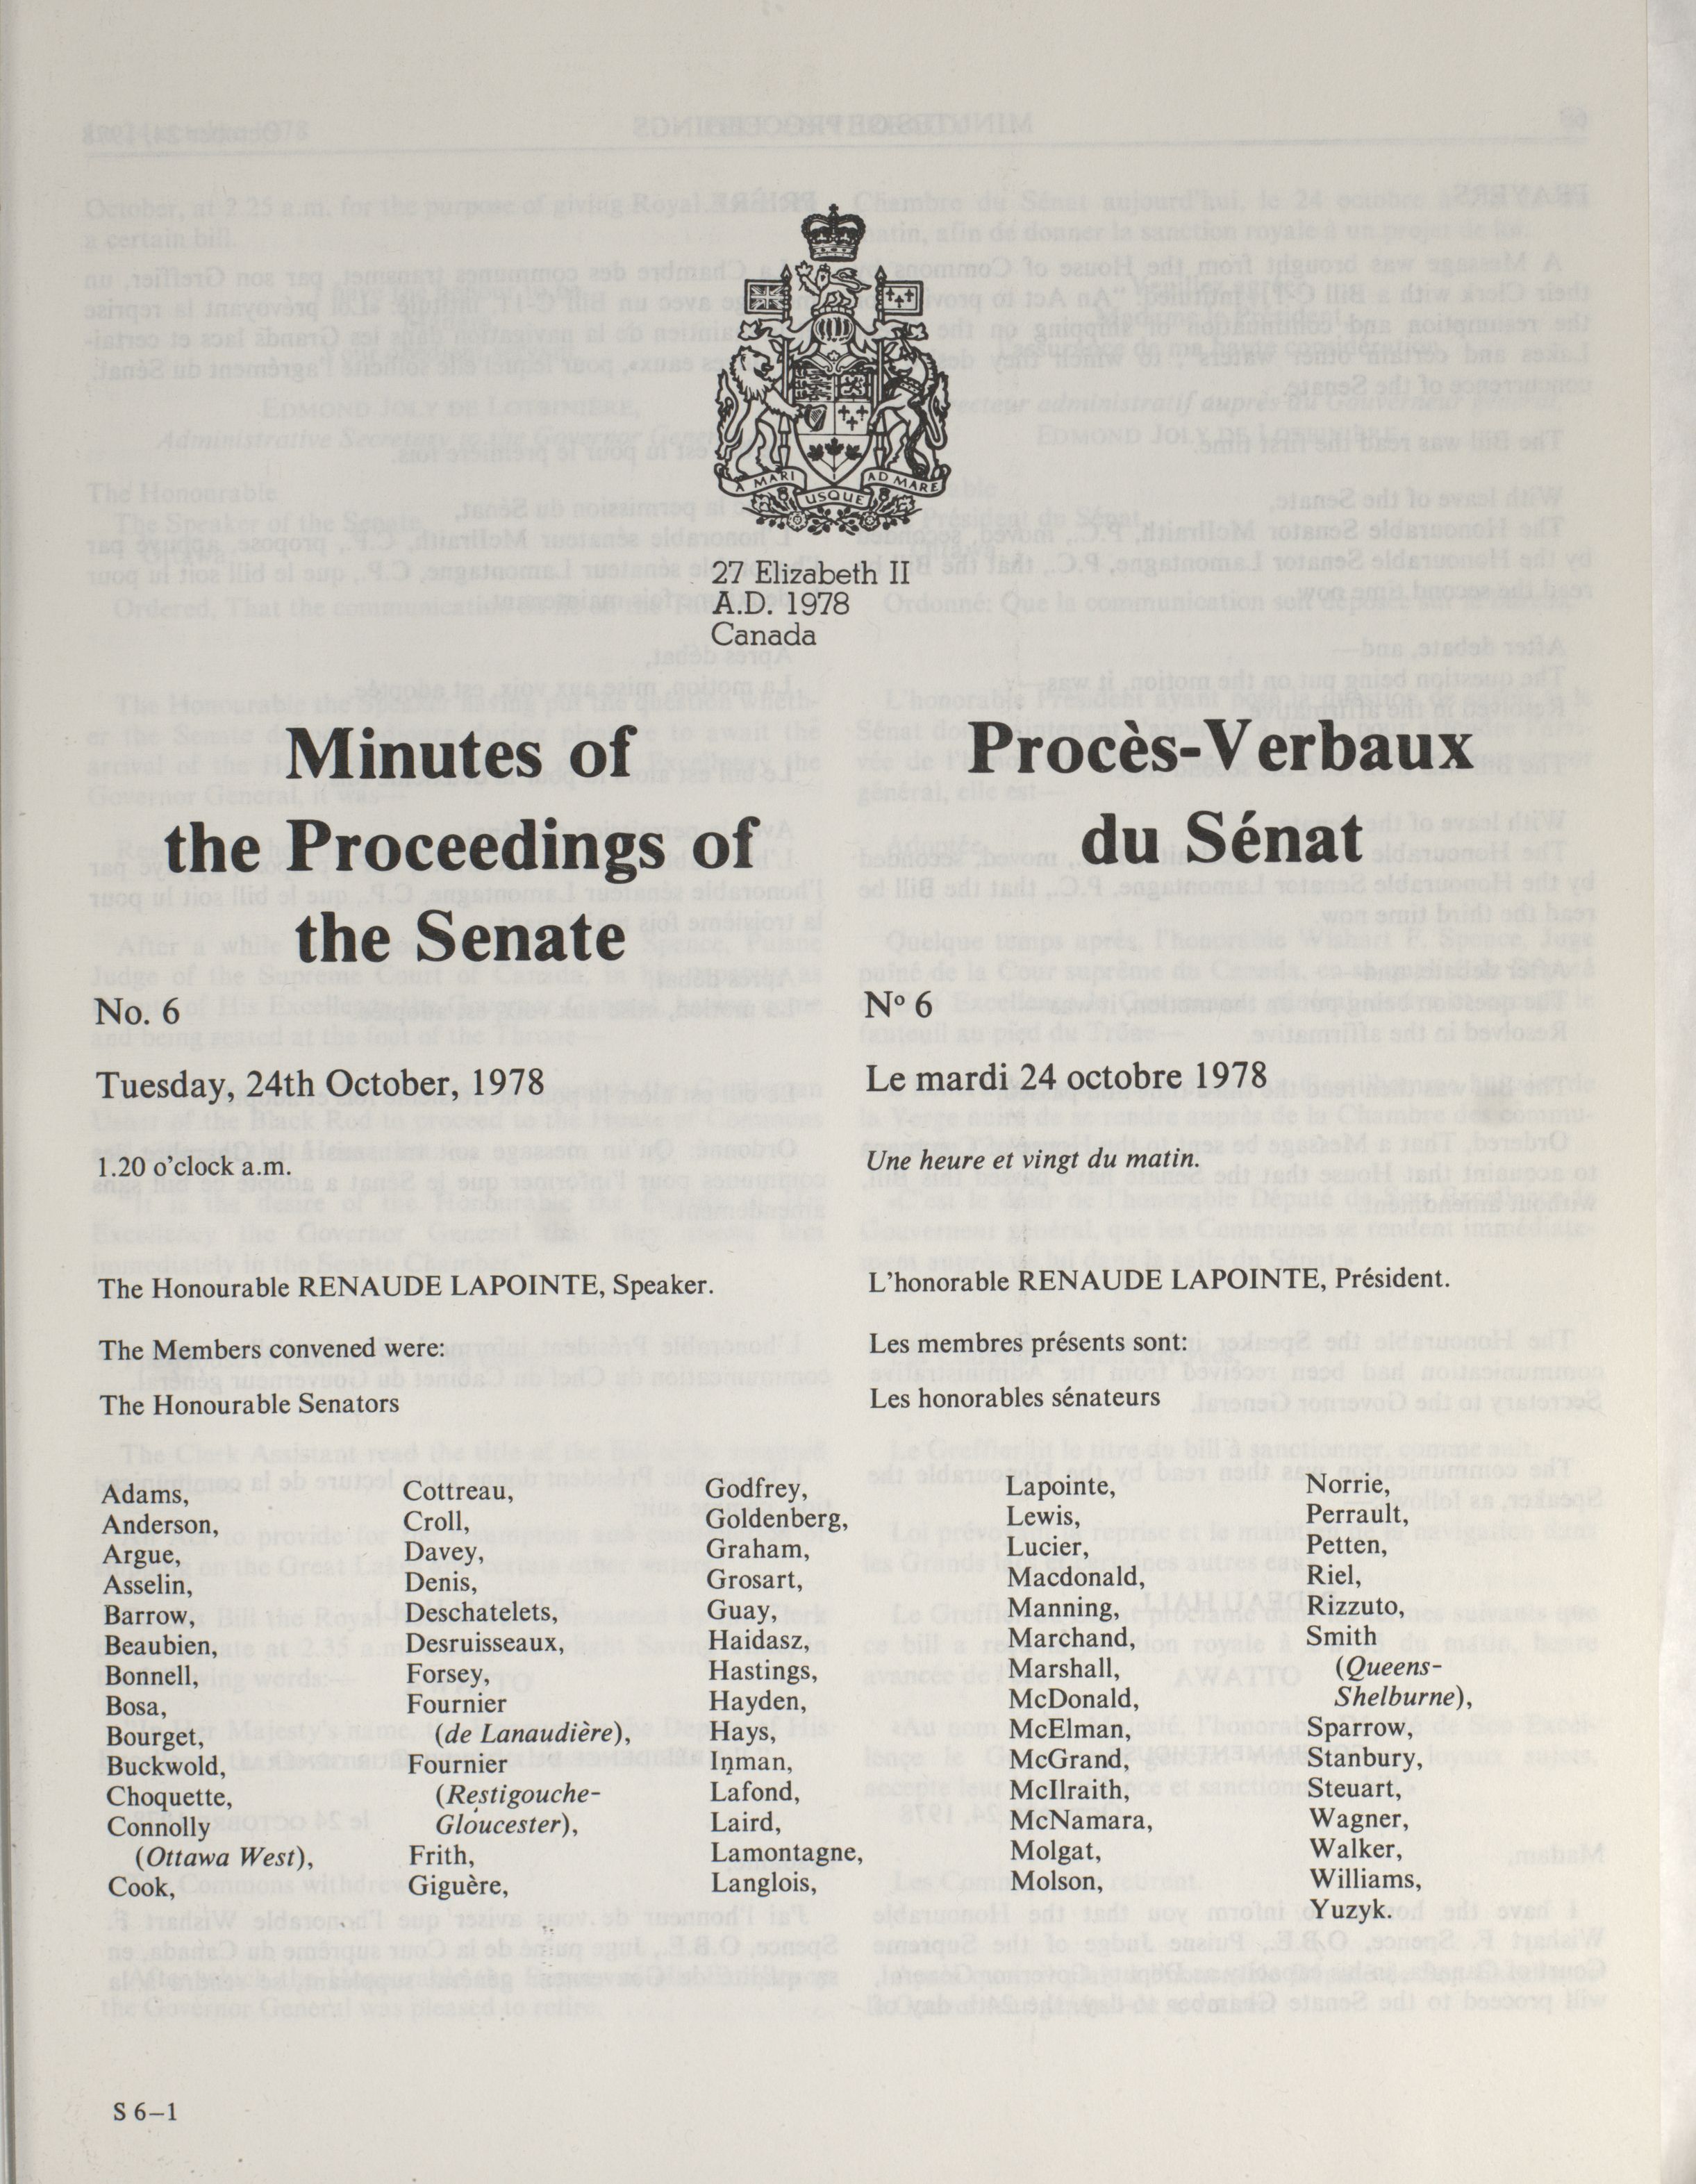 A MARI USQUE AD MARE
27 Elizabeth II
A.D. 1978
Canada
Minutes of
the Proceedings of
the Senate
No. 6
Tuesday, 24th October, 1978
1.20 o'clock a.m.
The Honourable RENAUDE LAPOINTE, Speaker.
The Members convened were:
The Honourable Senators
Procès-Verbaux
du Sénat
Nº 6
Le mardi 24 octobre 1978
Une heure et vingt du matin.
L'honorable RENAUDE LAPOINTE, Président.
Les membres présents sont:
Les honorables sénateurs
Adams,
Anderson,
Argue,
Asselin,
Barrow,
Beaubien,
Bonnell,
Bosa,
Bourget,
Buckwold,
Choquette,
Connolly
(Ottawa West),
Cook,
Cottreau,
Croll,
Davey,
Denis,
Deschatelets,
Desruisseaux,
Forsey,
Fournier
(de Lanaudière),
Fournier
(Restigouche-
Gloucester),
Frith,
Giguère,
Godfrey,
Goldenberg,
Graham,
Grosart,
Guay,
Haidasz,
Hastings,
Hayden,
Hays,
Inman,
Lafond,
Laird,
Lamontagne,
Langlois,
Lapointe,
Lewis,
Lucier,
Macdonald,
Manning,
Marchand,
Marshall,
McDonald,
McElman,
McGrand,
McIlraith,
McNamara,
Molgat,
Molson,
Norrie,
Perrault,
Petten,
Riel,
Rizzuto,
Smith
(Queens-
Shelburne),
Sparrow,
Stanbury,
Steuart,
Wagner,
Walker,
Williams,
Yuzyk.
S 6–1